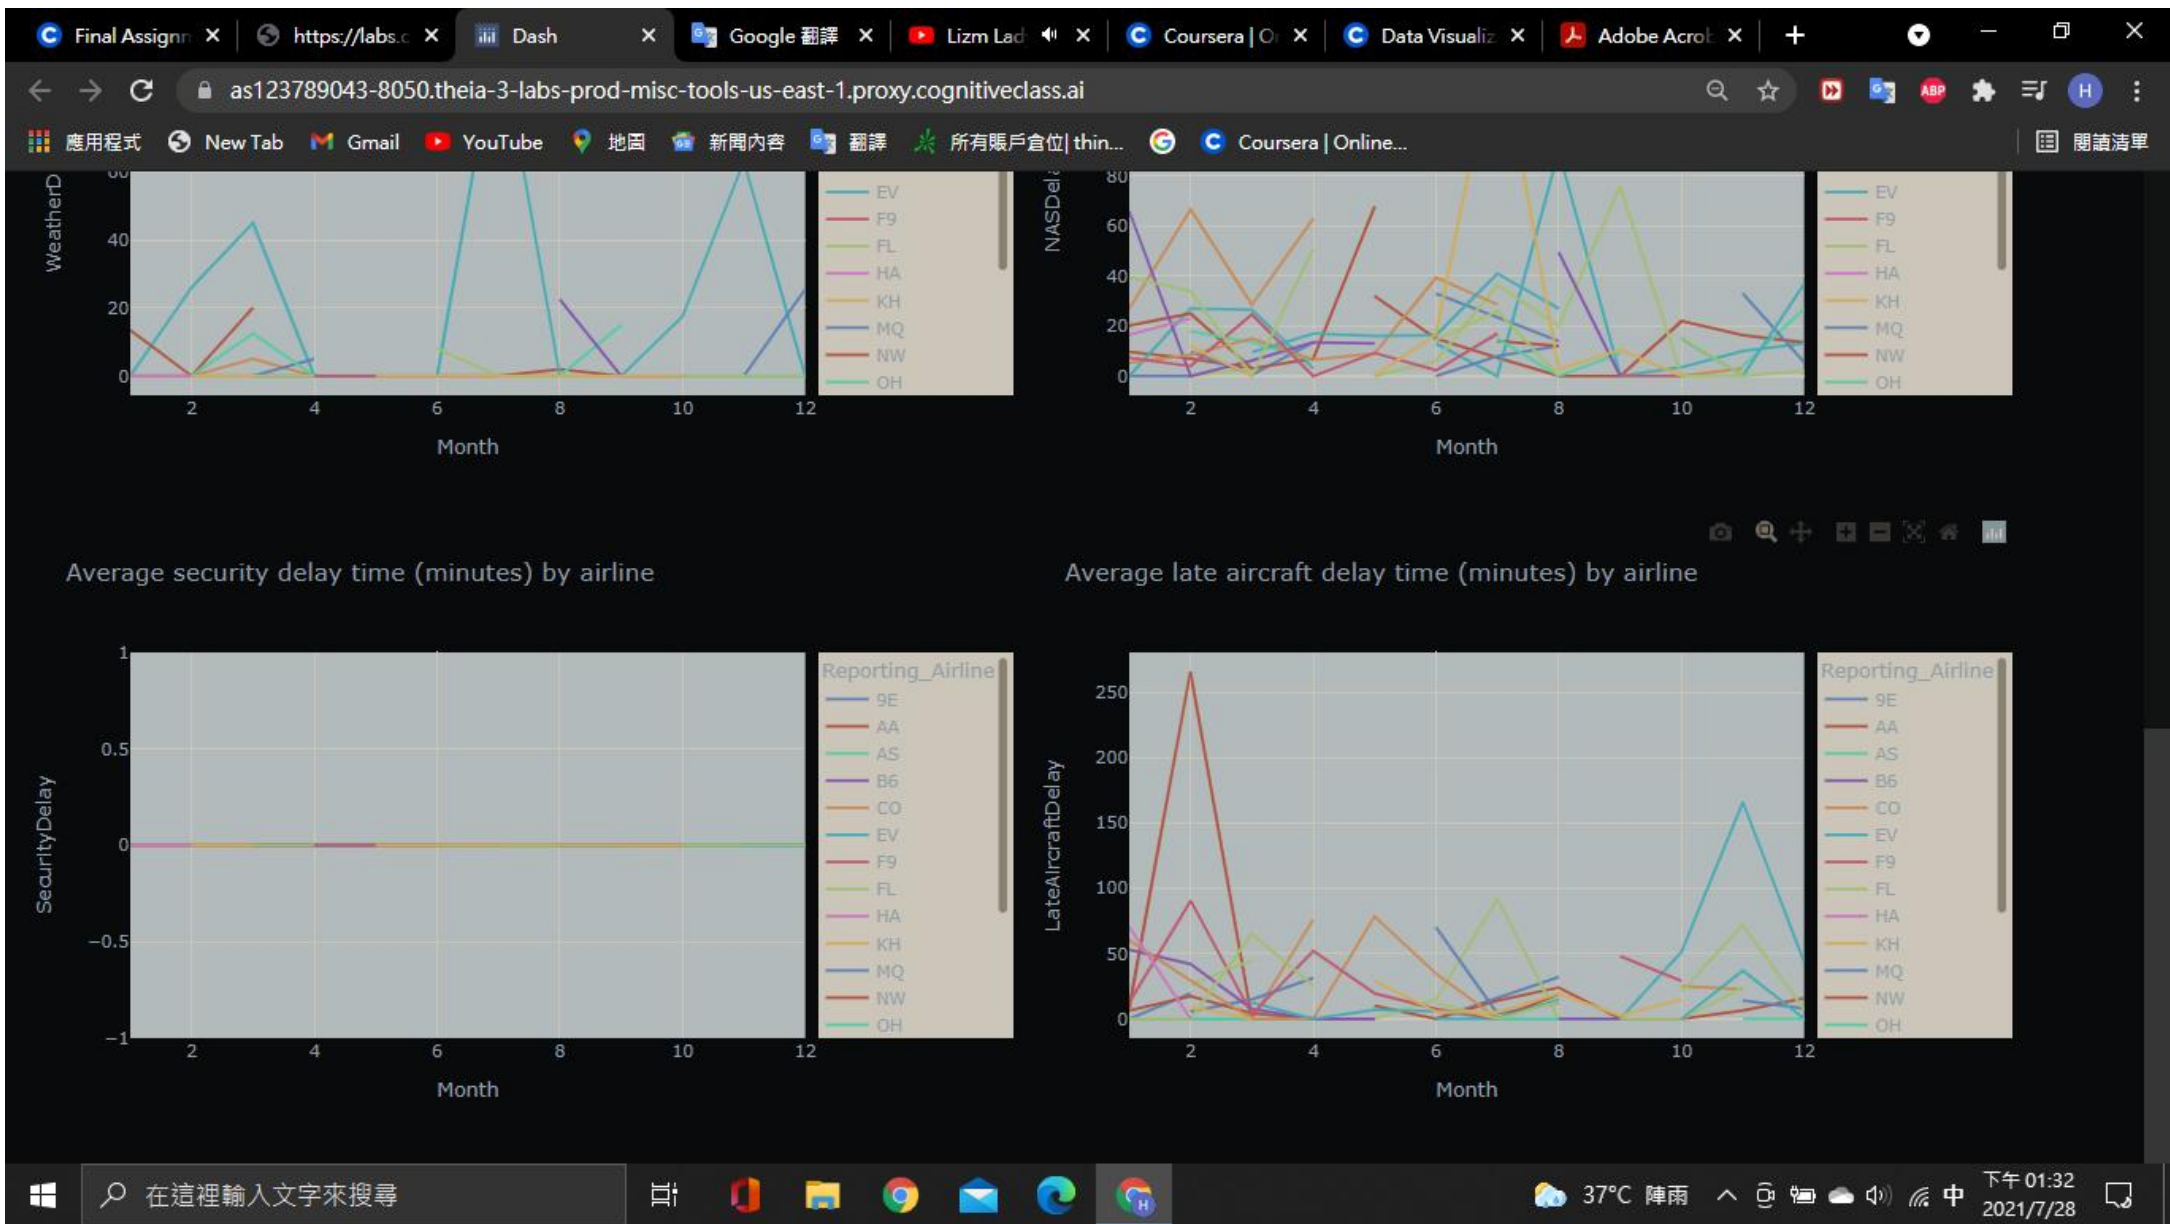 Final Assignm
https://labs.c
Dash
Google 翻譯
Lizm Lad
Coursera | O
Data Visualiz
Adobe Acrob
as123789043-8050.theia-3-labs-prod-misc-tools-us-east-1.proxy.cognitiveclass.ai
ABP
H
應用程式
New Tab
Gmail
YouTube
地圖
新聞內容
翻譯
所有賬戶倉位| thin...
Coursera | Online...
閱讀清單
WeatherD
60
40
20
0
2
4
6
8
10
12
Month
EV
F9
FL
HA
KH
MQ
NW
OH
NASDela
80
60
40
20
0
2
4
6
8
10
12
Month
EV
F9
FL
HA
KH
MQ
NW
OH
Average security delay time (minutes) by airline
SecurityDelay
1
0.5
0
−0.5
−1
2
4
6
8
10
12
Month
Reporting_Airline
9E
AA
AS
B6
CO
EV
F9
FL
HA
KH
MQ
NW
OH
Average late aircraft delay time (minutes) by airline
LateAircraftDelay
250
200
150
100
50
0
2
4
6
8
10
12
Month
Reporting_Airline
9E
AA
AS
B6
CO
EV
F9
FL
HA
KH
MQ
NW
OH
在這裡輸入文字來搜尋
H
37°C 陣雨
中
下午 01:32
2021/7/28